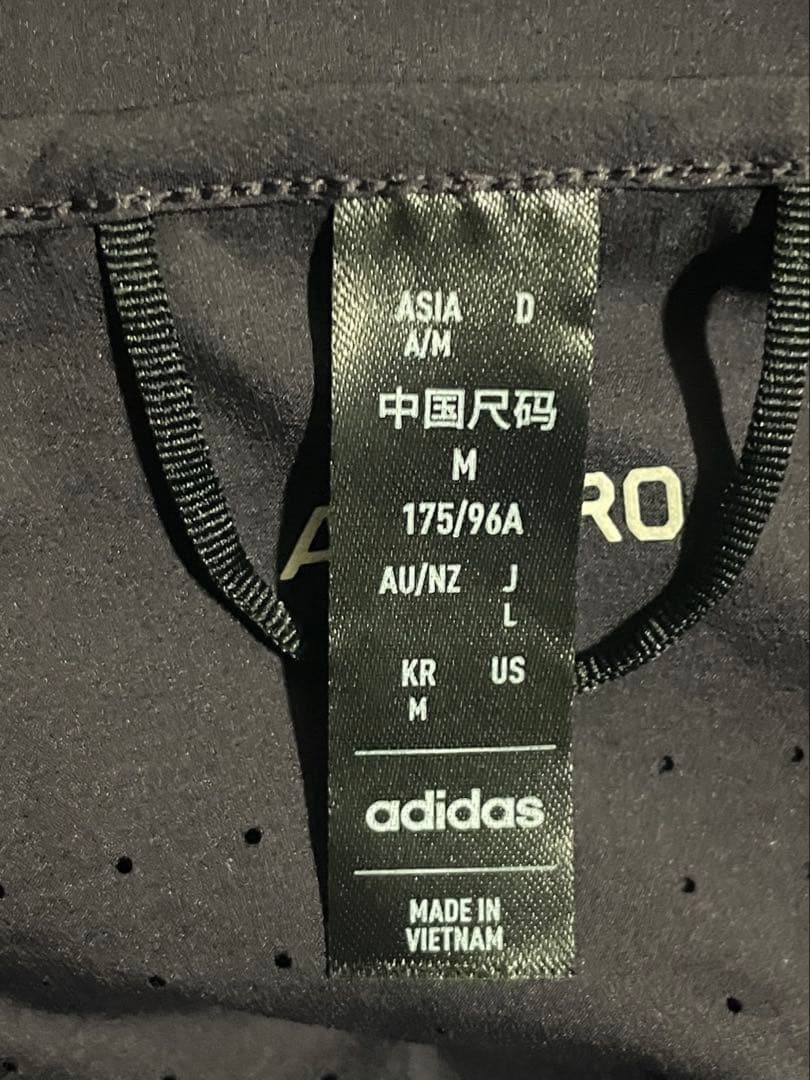 ASIA D
A/M
中国尺码
M
175/96A
AU/NZ J
L
KR US
M
adidas
MADE IN
VIETNAM